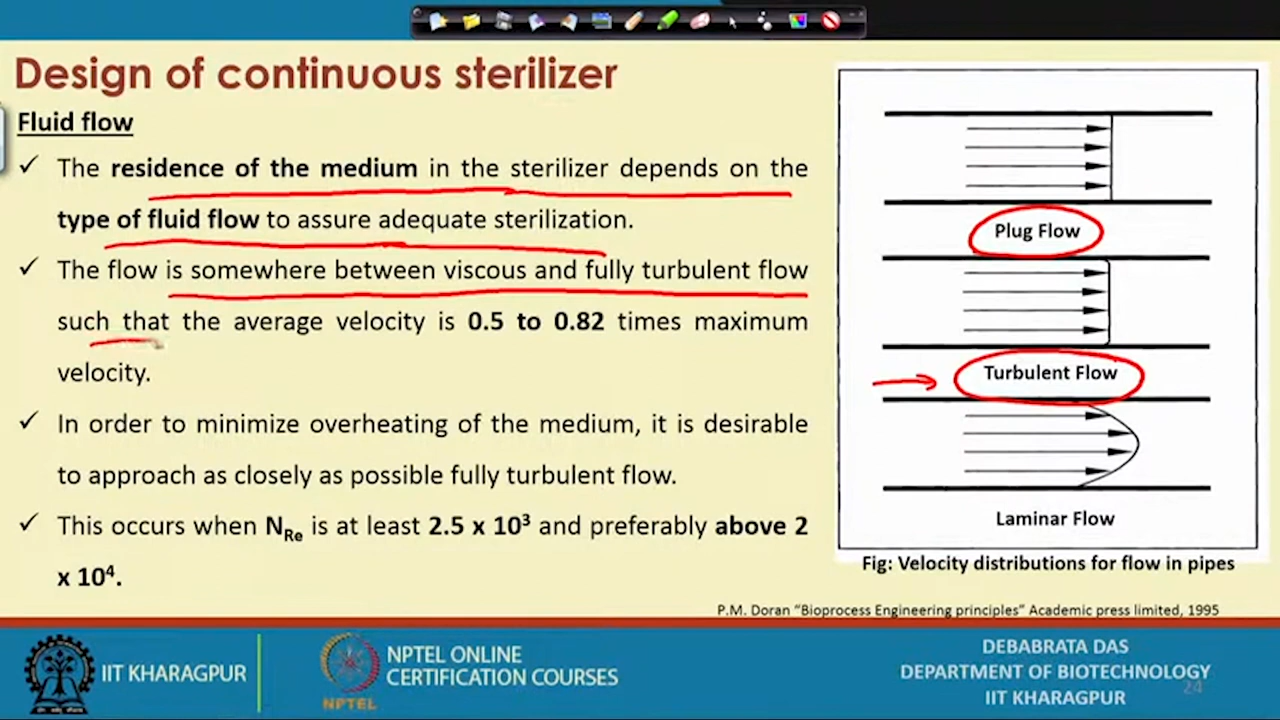 Design of continuous sterilizer
Fluid flow
✓ The residence of the medium in the sterilizer depends on the
type of fluid flow to assure adequate sterilization.
✓ The flow is somewhere between viscous and fully turbulent flow
such that the average velocity is 0.5 to 0.82 times maximum
velocity.
✓ In order to minimize overheating of the medium, it is desirable
to approach as closely as possible fully turbulent flow.
✓ This occurs when NRe is at least 2.5 x 10³ and preferably above 2
x 10⁴.
Plug Flow
Turbulent Flow
Laminar Flow
Fig: Velocity distributions for flow in pipes
P.M. Doran “Bioprocess Engineering principles” Academic press limited, 1995
IIT KHARAGPUR
NPTEL
NPTEL ONLINE
CERTIFICATION COURSES
DEBABRATA DAS
DEPARTMENT OF BIOTECHNOLOGY
IIT KHARAGPUR
24